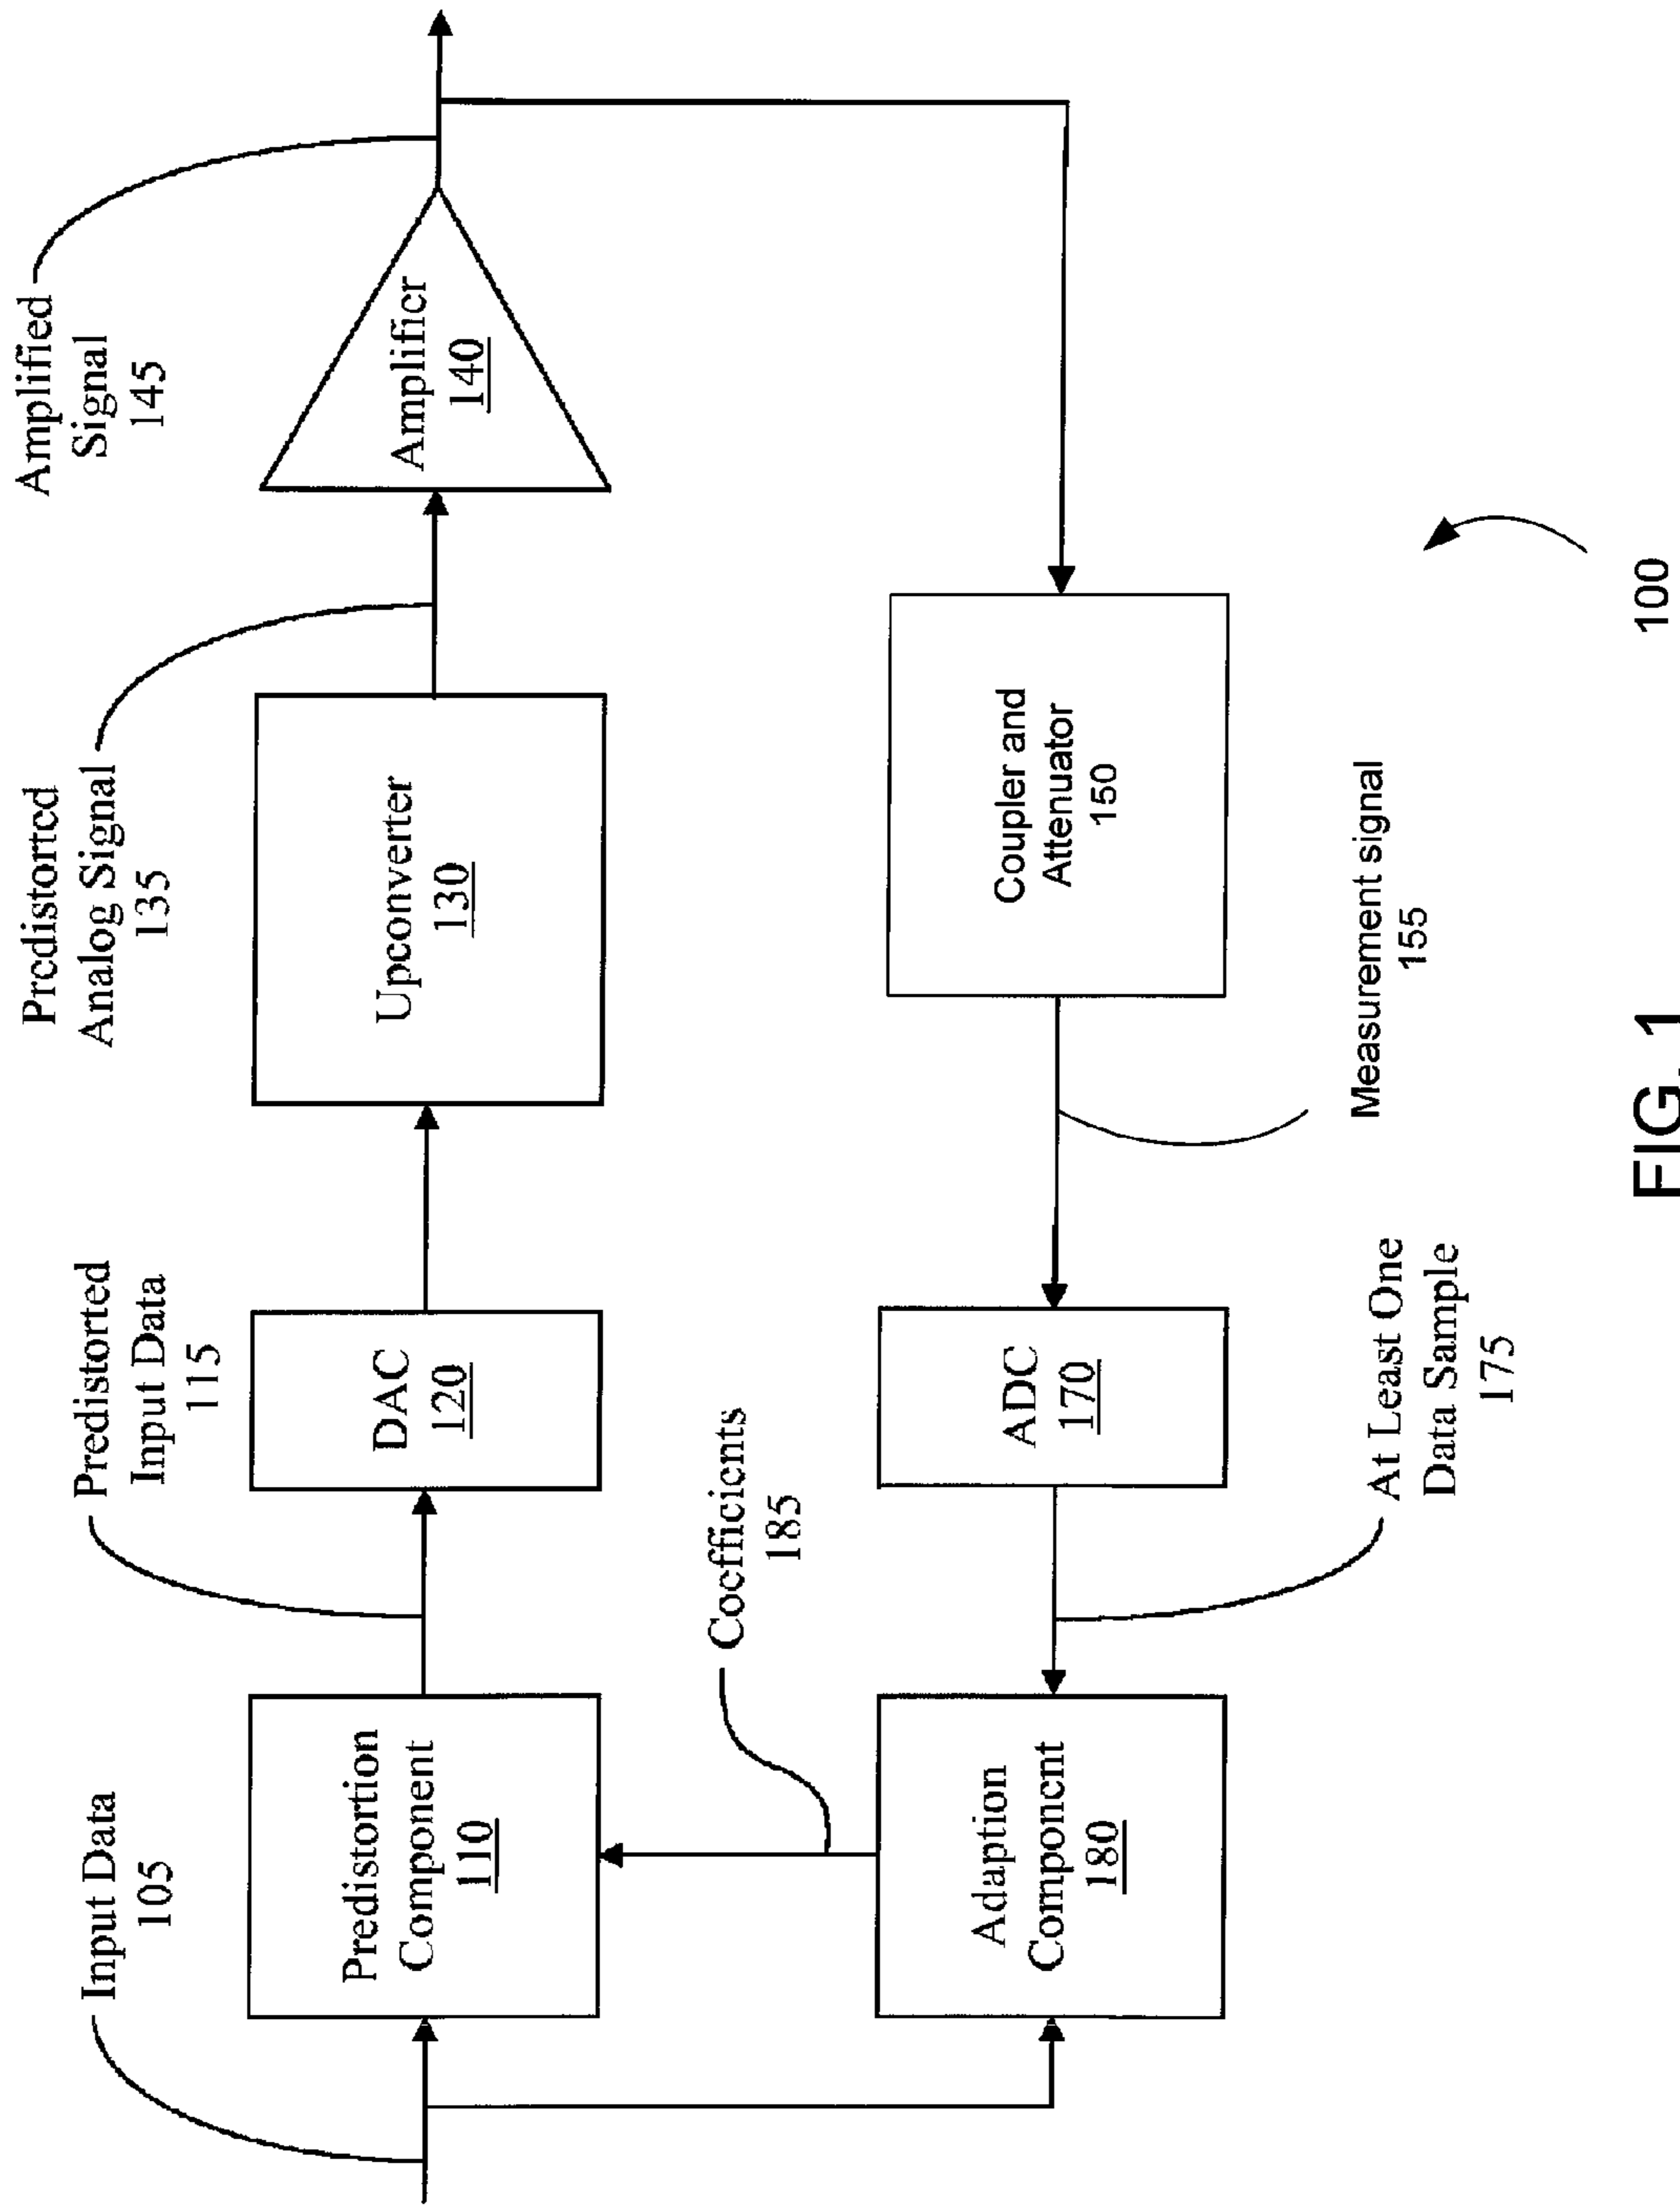 Input Data
105
Predistorted
Input Data
115
Predistorted
Analog Signal
135
Amplified
Signal
145
Predistortion
Component
110
DAC
120
Upconverter
130
Amplifier
140
Coefficients
185
Adaption
Component
180
ADC
170
Coupler and
Attenuator
150
At Least One
Data Sample
175
Measurement signal
155
100
FIG. 1